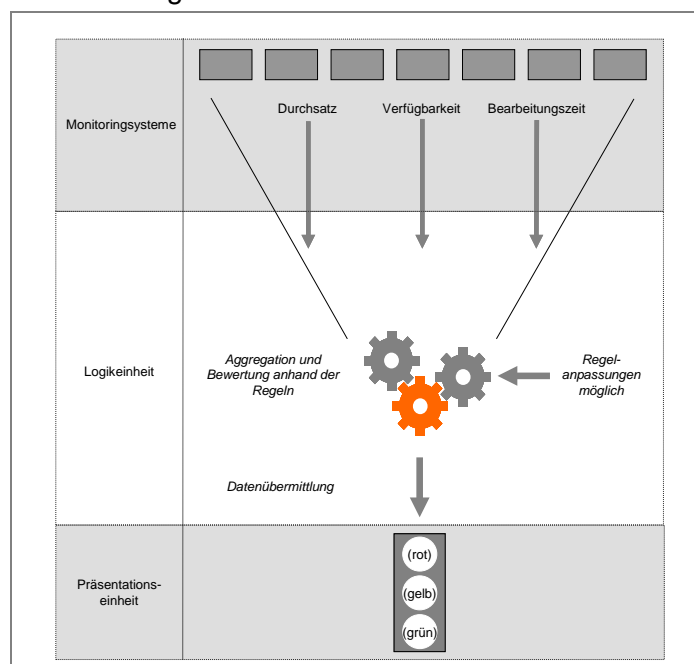 Durchsatz Verfügbarkeit Bearbeitungszeit
Monitoringsysteme
Logikeinheit
Aggregation und
Bewertung anhand der
Regeln
Regel-
anpassungen
möglich
Datenübermittlung
Präsentations-
einheit
(rot)
(gelb)
(grün)